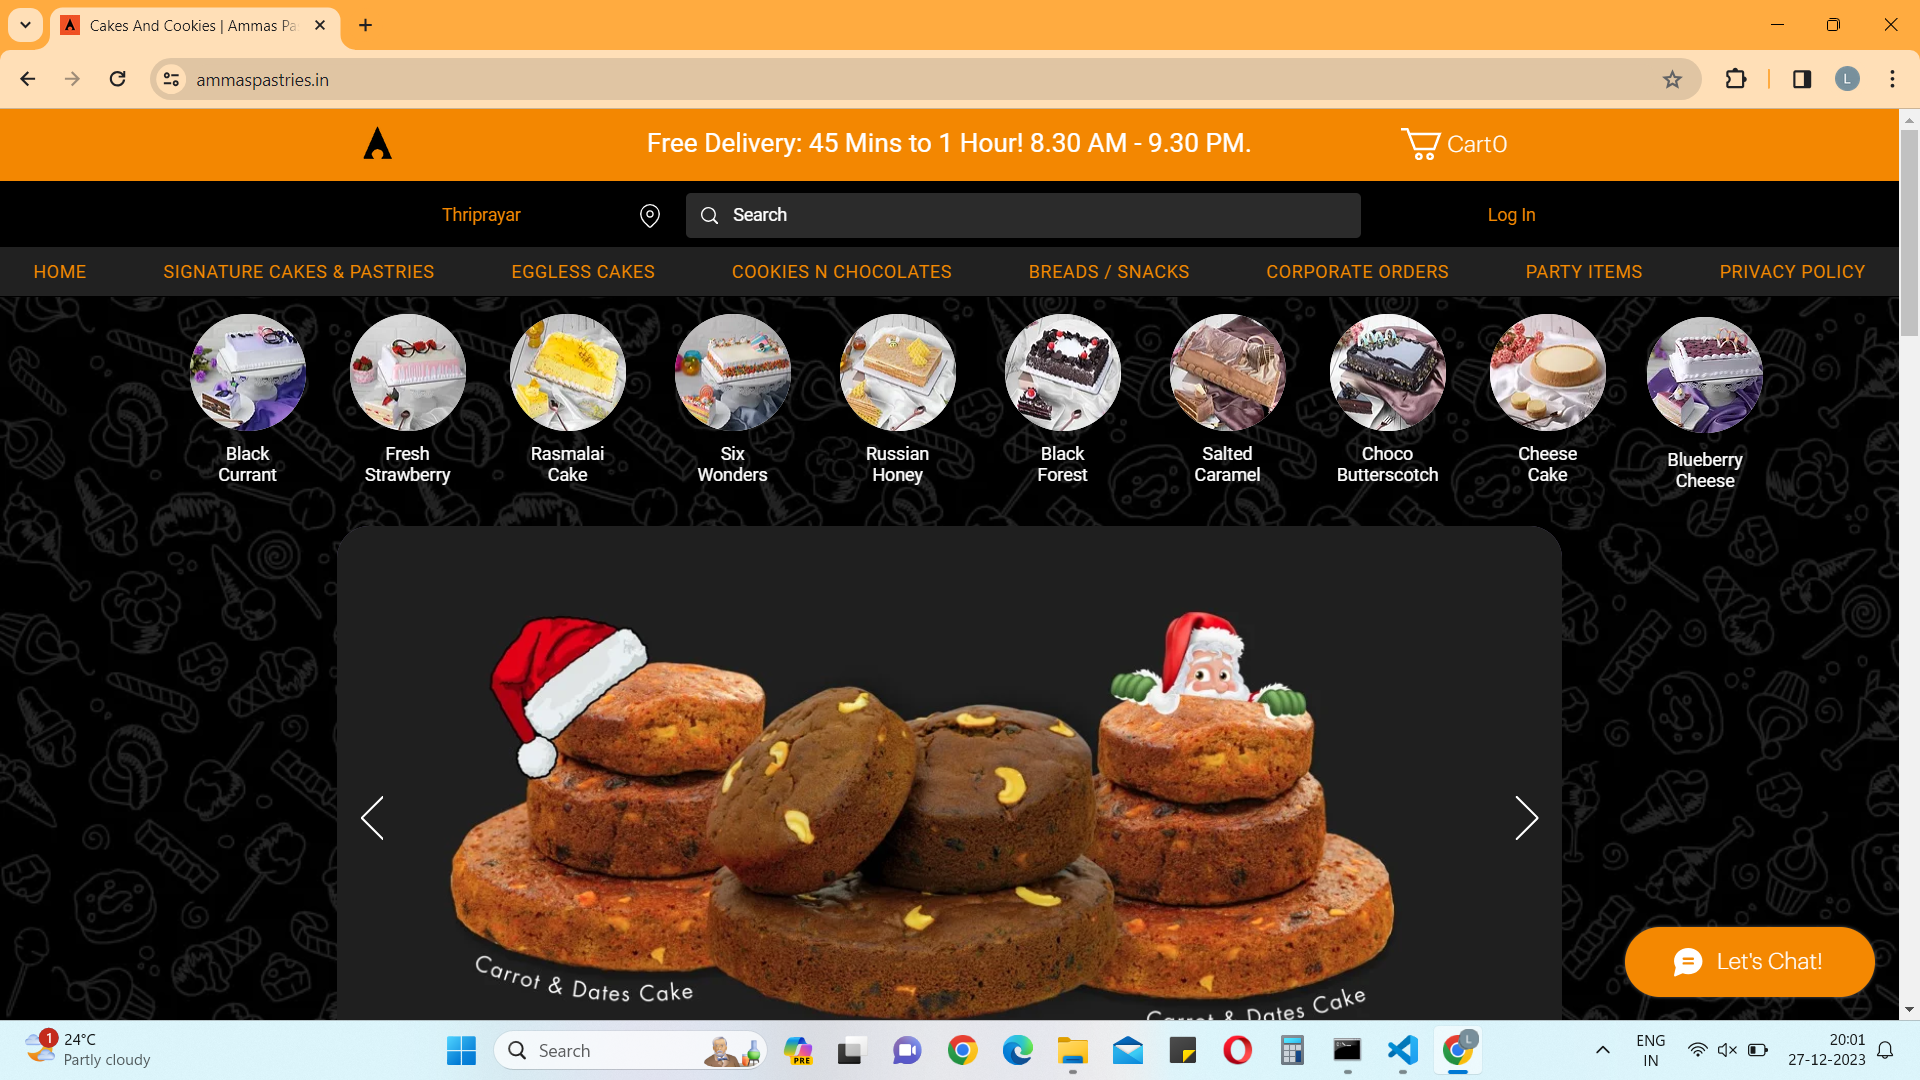 Cakes And Cookies | Ammas Pa
ammaspastries.in
L
Free Delivery: 45 Mins to 1 Hour! 8.30 AM - 9.30 PM.
Cart0
Thriprayar
Search
Log In
HOME
SIGNATURE CAKES & PASTRIES
EGGLESS CAKES
COOKIES N CHOCOLATES
BREADS / SNACKS
CORPORATE ORDERS
PARTY ITEMS
PRIVACY POLICY
Black
Currant
Fresh
Strawberry
Rasmalai
Cake
Six
Wonders
Russian
Honey
Black
Forest
Salted
Caramel
Choco
Butterscotch
Cheese
Cake
Blueberry
Cheese
Carrot & Dates Cake
Carrot & Dates Cake
Let's Chat!
1
24°C
Partly cloudy
Search
PRE
L
ENG
IN
20:01
27-12-2023